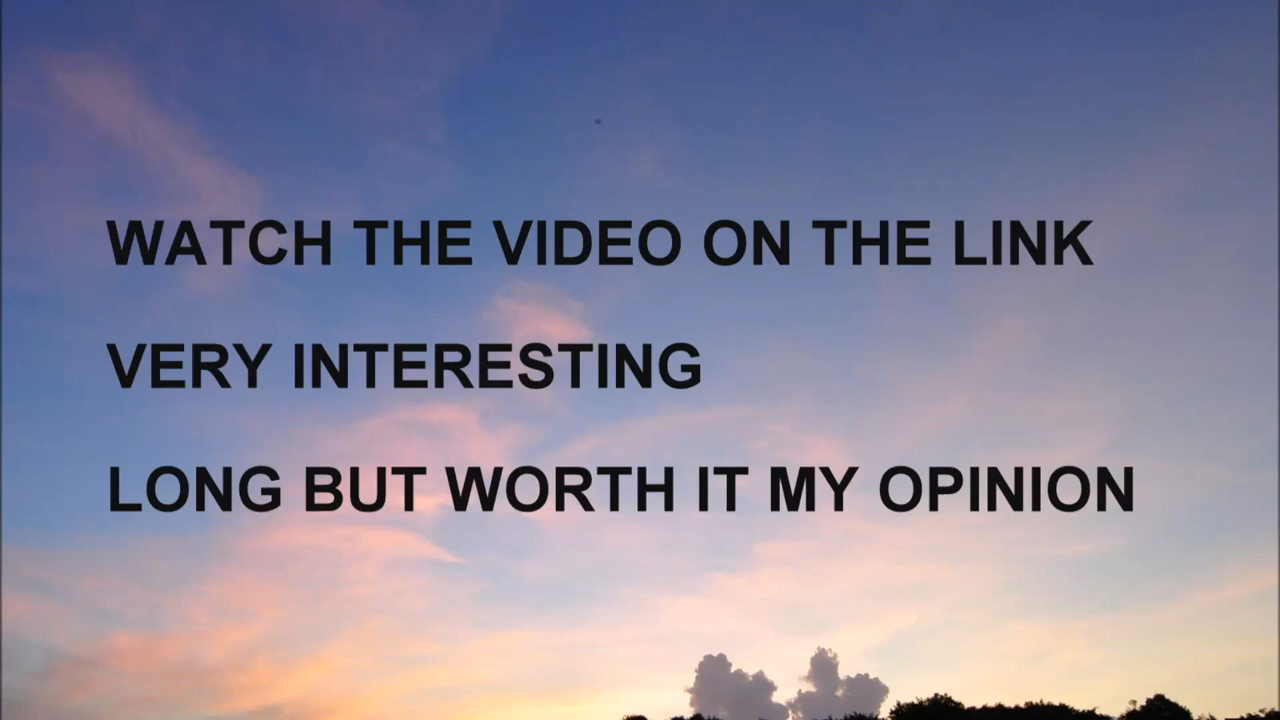 WATCH THE VIDEO ON THE LINK
VERY INTERESTING
LONG BUT WORTH IT MY OPINION